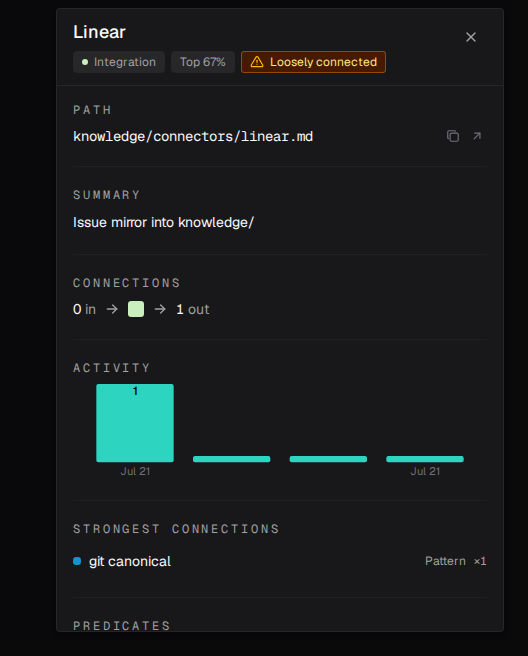 Linear
Integration
Top 67%
Loosely connected
PATH
knowledge/connectors/linear.md
SUMMARY
Issue mirror into knowledge/
CONNECTIONS
0 in → → 1 out
ACTIVITY
1
Jul 21 Jul 21
STRONGEST CONNECTIONS
git canonical Pattern ×1
PREDICATES